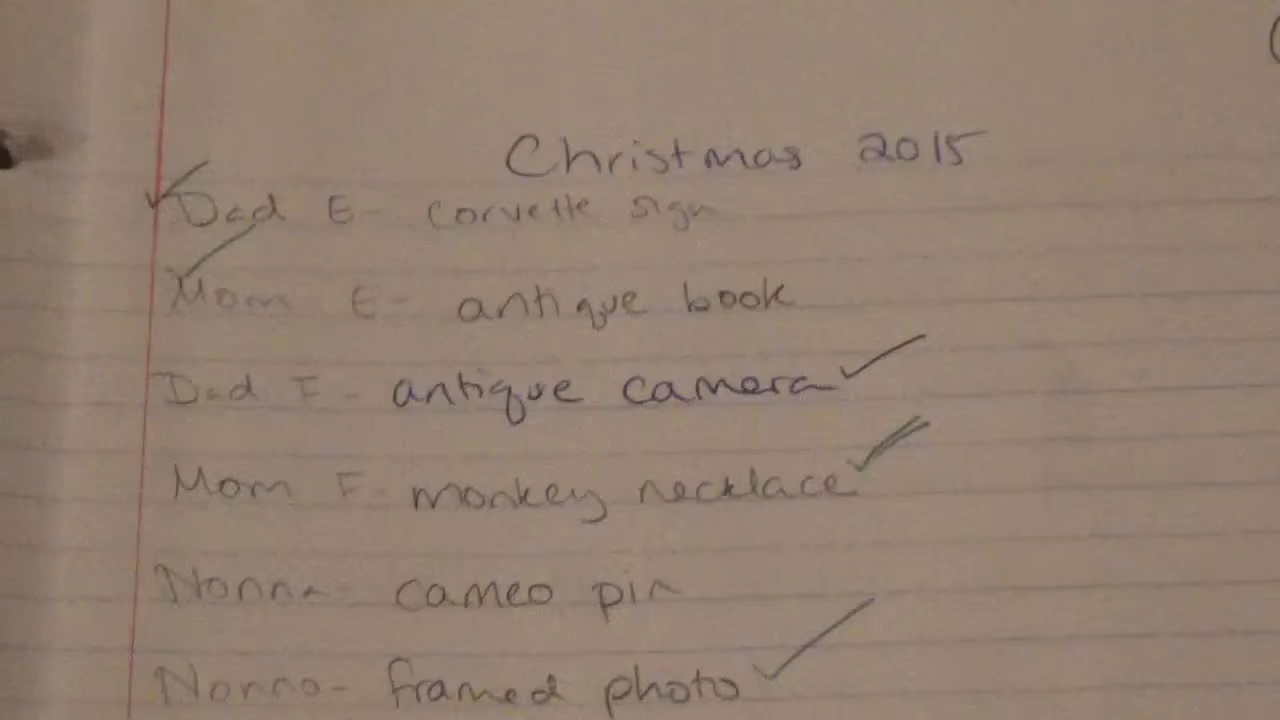 Christmas 2015
Dad E- corvette sign
Mom E- antique book
Dad F- antique camera
Mom F- monkey necklace
Nonna- cameo pin
Nonno- framed photo